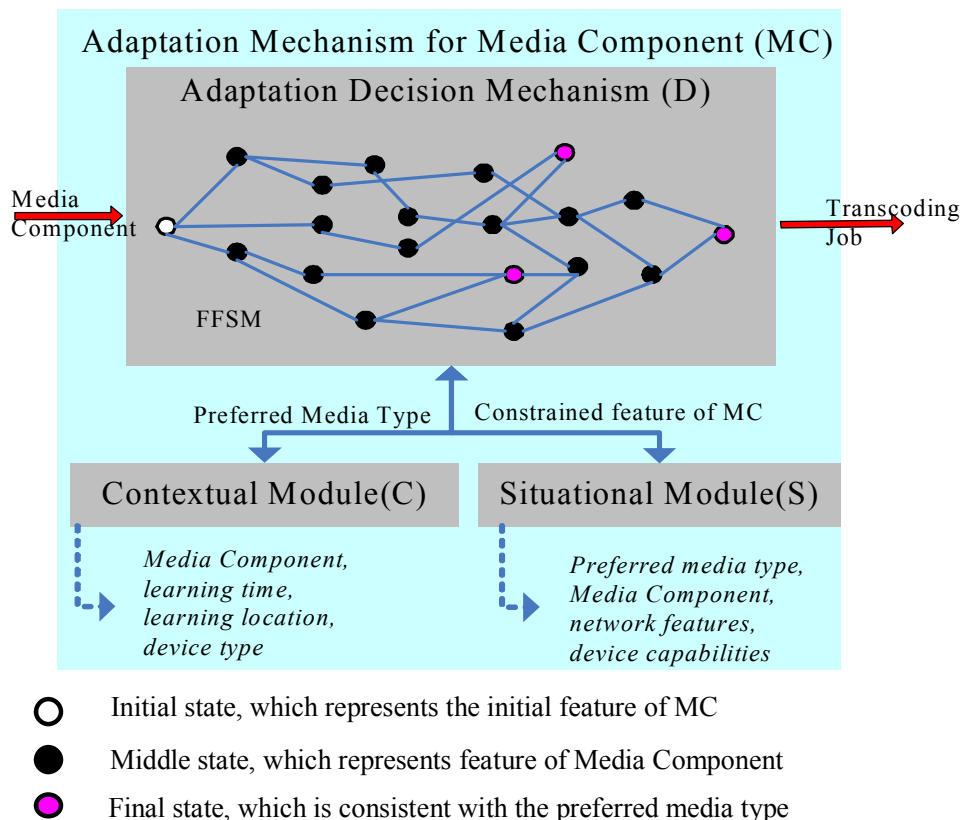 Adaptation Mechanism for Media Component (MC)
Adaptation Decision Mechanism (D)
Media
Component
Transcoding
Job
FFSM
Preferred Media Type
Constrained feature of MC
Contextual Module(C)
Situational Module(S)
Media Component,
learning time,
learning location,
device type
Preferred media type,
Media Component,
network features,
device capabilities
Initial state, which represents the initial feature of MC
Middle state, which represents feature of Media Component
Final state, which is consistent with the preferred media type